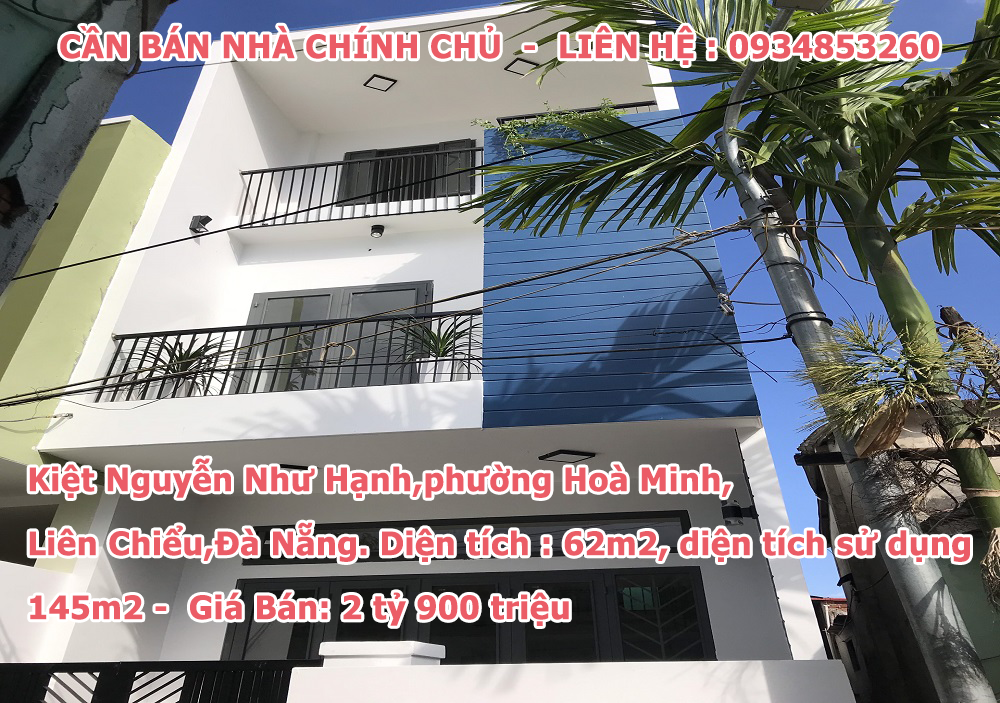 CẦN BÁN NHÀ CHÍNH CHỦ - LIÊN HỆ : 0934853260
Kiệt Nguyễn Như Hạnh,phường Hoà Minh,
Liên Chiểu,Đà Nẵng. Diện tích : 62m2, diện tích sử dụng
145m2 - Giá Bán: 2 tỷ 900 triệu